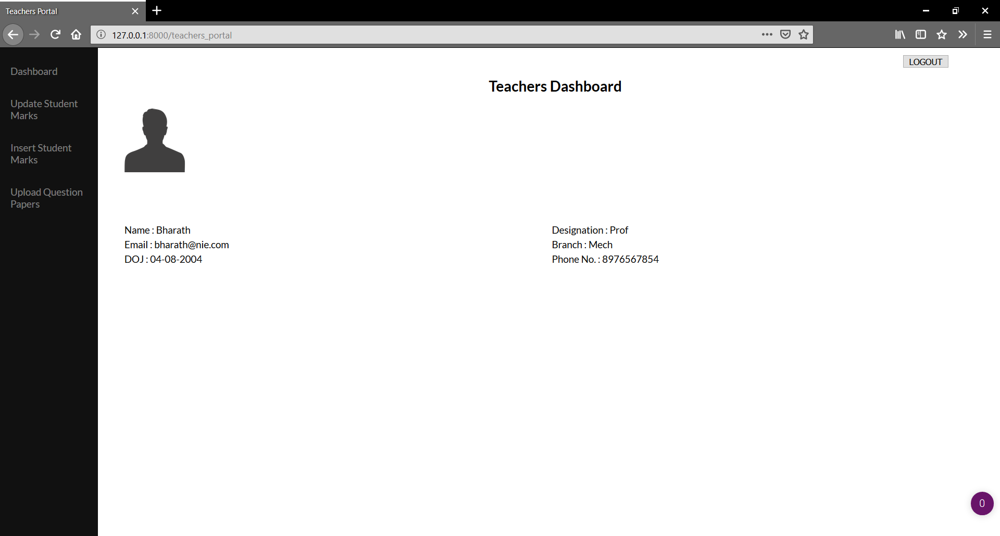 Teachers Portal
127.0.0.1:8000/teachers_portal
LOGOUT
Dashboard
Update Student
Marks
Insert Student
Marks
Upload Question
Papers
Teachers Dashboard
Name : Bharath
Email : bharath@nie.com
DOJ : 04-08-2004
Designation : Prof
Branch : Mech
Phone No. : 8976567854
0